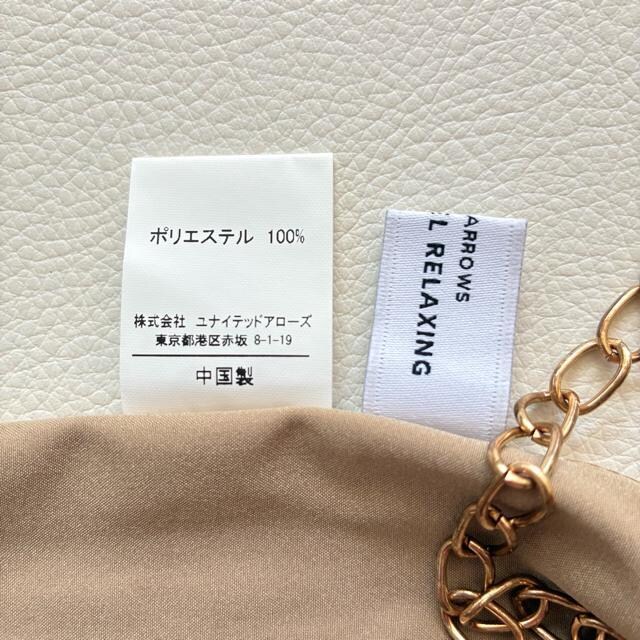 ポリエステル 100%
株式会社 ユナイテッドアローズ
東京都港区赤坂 8-1-19
中国製
ARROWS
L RELAXING